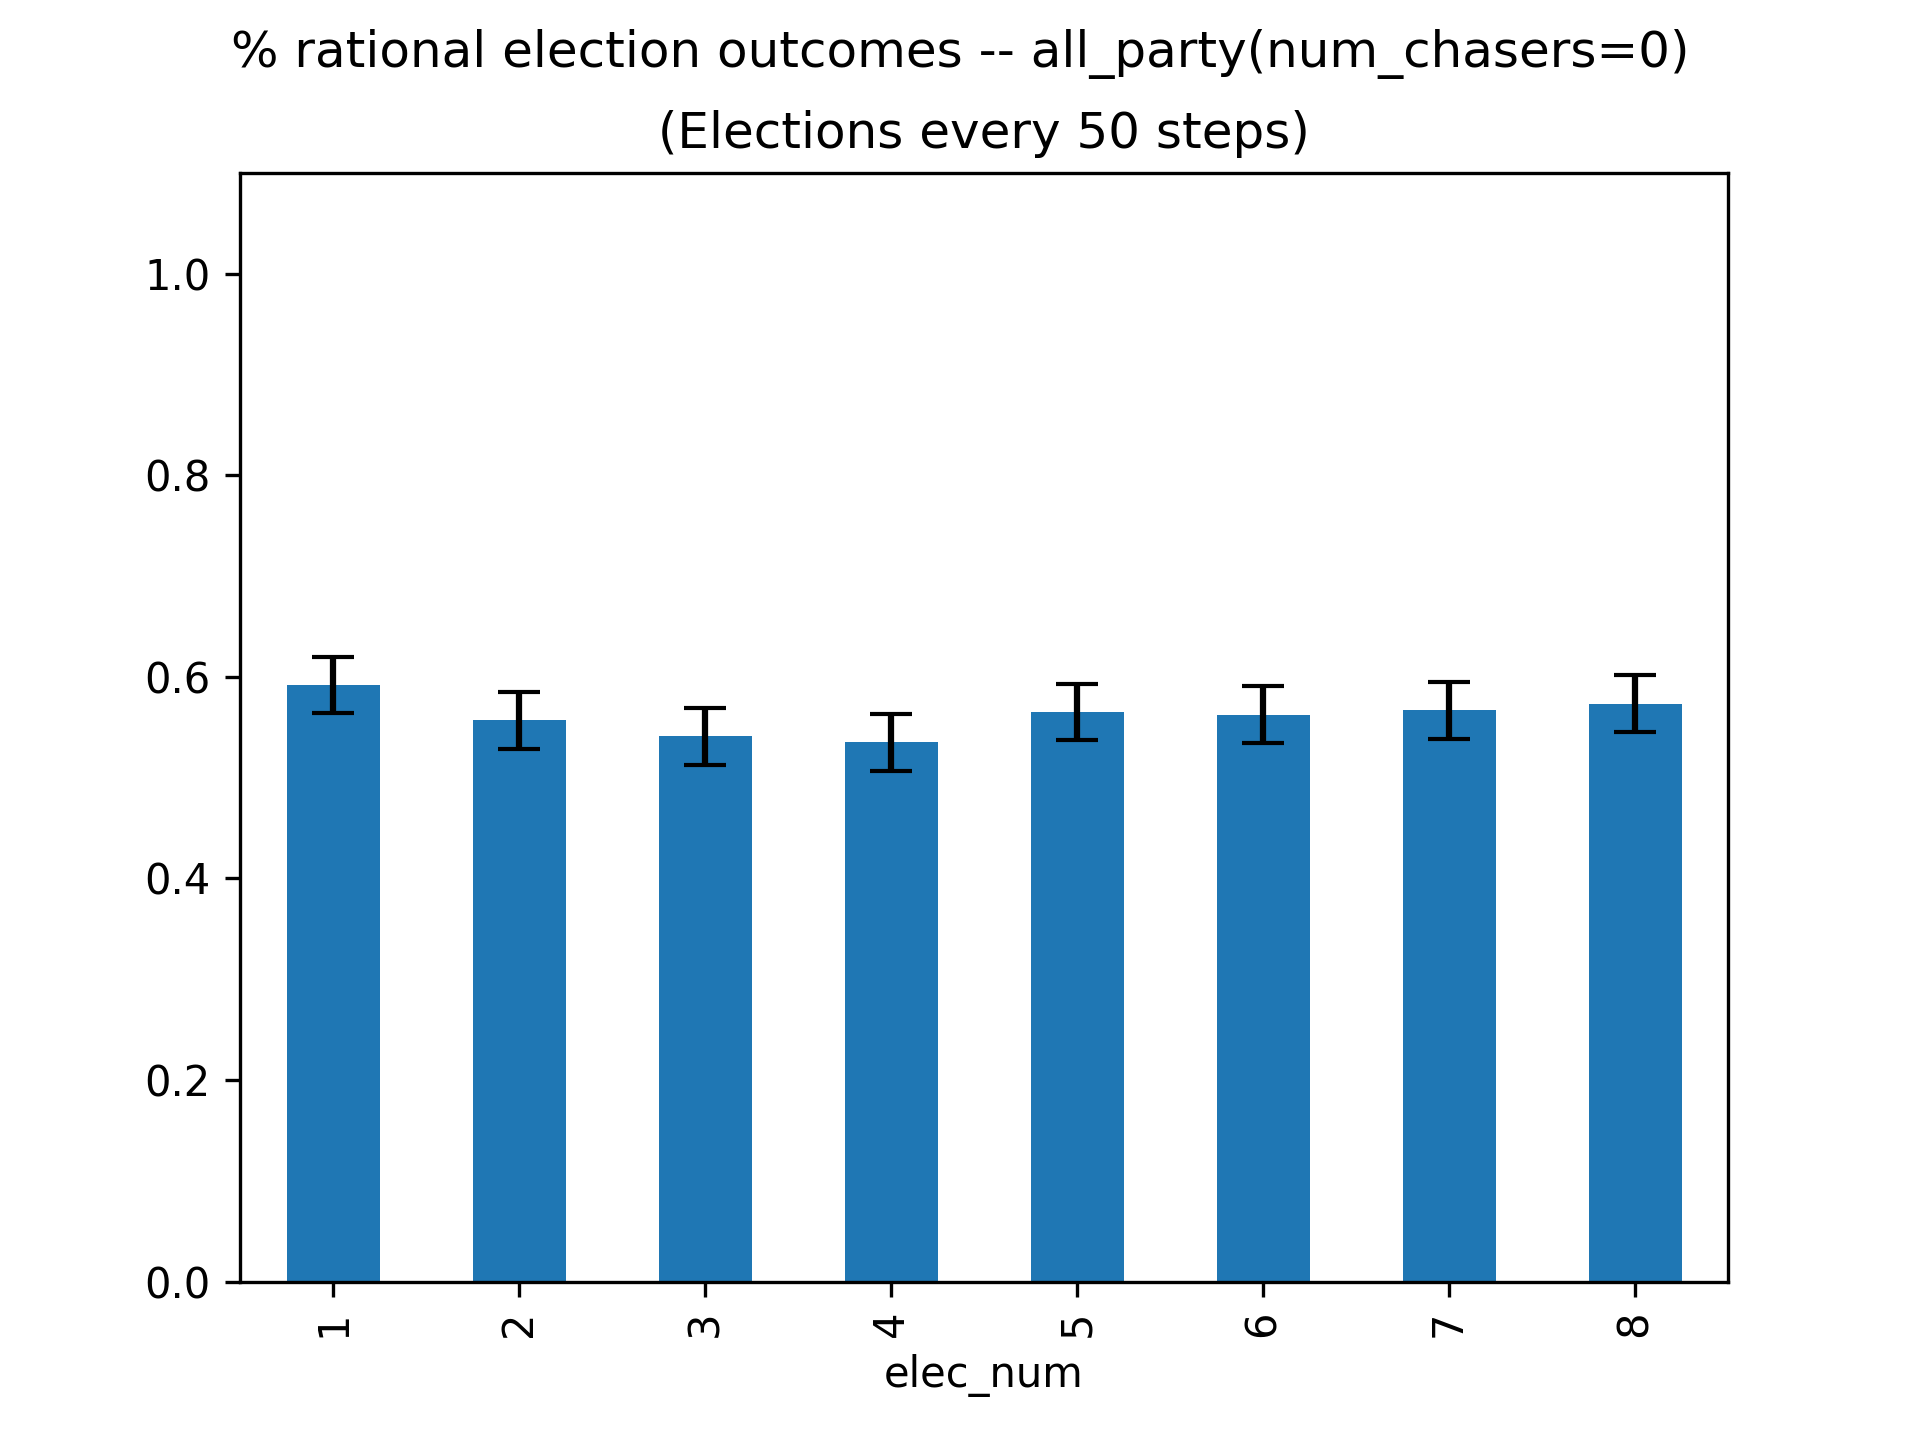 % rational election outcomes -- all_party(num_chasers=0)
(Elections every 50 steps)
1.0
0.8
0.6
0.4
0.2
0.0
1 2 3 4 5 6 7 8
elec_num